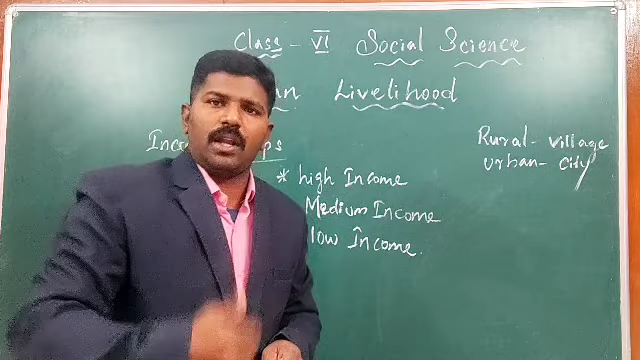 Class - VI Social Science
Livelihood
* high Income
Medium Income
low Income.
Rural - village
urban - city